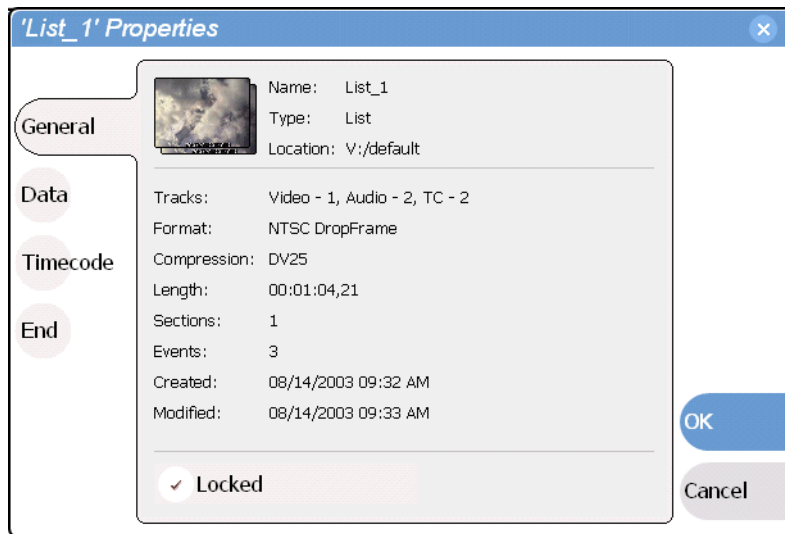 'List_1' Properties
General
Data
Timecode
End
Name: List_1
Type: List
Location: V:/default
Tracks: Video - 1, Audio - 2, TC - 2
Format: NTSC DropFrame
Compression: DV25
Length: 00:01:04,21
Sections: 1
Events: 3
Created: 08/14/2003 09:32 AM
Modified: 08/14/2003 09:33 AM
Locked
OK
Cancel